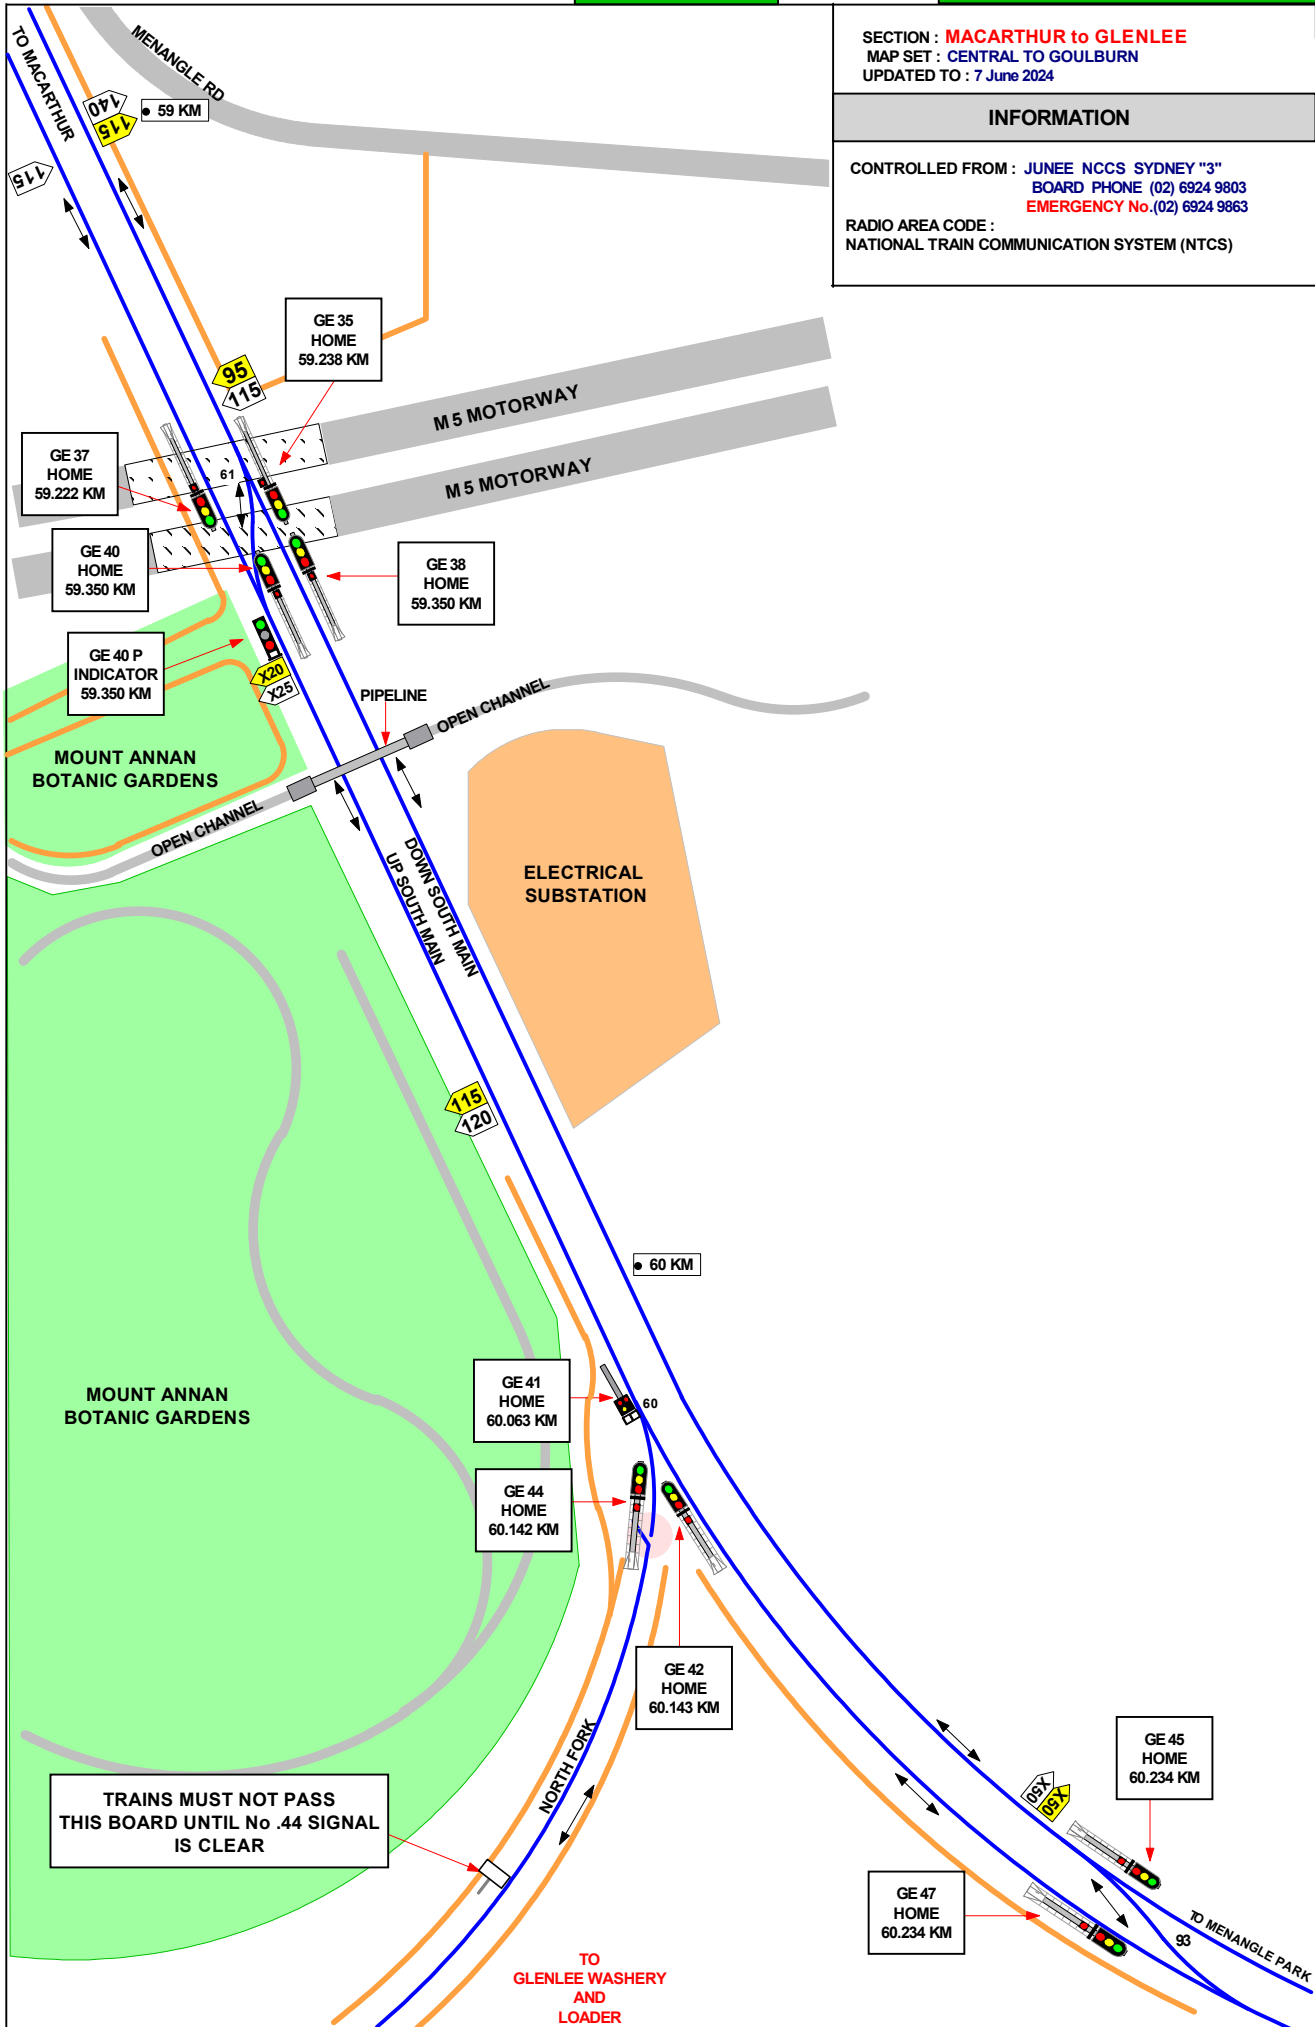 SECTION : MACARTHUR to GLENLEE
MAP SET : CENTRAL TO GOULBURN
UPDATED TO : 7 June 2024
INFORMATION
CONTROLLED FROM : JUNEE NCCS SYDNEY "3"
BOARD PHONE (02) 6924 9803
EMERGENCY No.(02) 6924 9863
RADIO AREA CODE :
NATIONAL TRAIN COMMUNICATION SYSTEM (NTCS)
TO MACARTHUR
MENANGLE RD
140
115
59 KM
115
GE 35
HOME
59.238 KM
95
115
M 5 MOTORWAY
M 5 MOTORWAY
GE 37
HOME
59.222 KM
61
GE 40
HOME
59.350 KM
GE 38
HOME
59.350 KM
GE 40 P
INDICATOR
59.350 KM
X20
X25
PIPELINE
OPEN CHANNEL
MOUNT ANNAN
BOTANIC GARDENS
OPEN CHANNEL
DOWN SOUTH MAIN
UP SOUTH MAIN
ELECTRICAL
SUBSTATION
115
120
60 KM
GE 41
HOME
60.063 KM
60
MOUNT ANNAN
BOTANIC GARDENS
GE 44
HOME
60.142 KM
GE 42
HOME
60.143 KM
NORTH FORK
TRAINS MUST NOT PASS
THIS BOARD UNTIL No .44 SIGNAL
IS CLEAR
X50
X50
GE 45
HOME
60.234 KM
GE 47
HOME
60.234 KM
93
TO MENANGLE PARK
TO
GLENLEE WASHERY
AND
LOADER